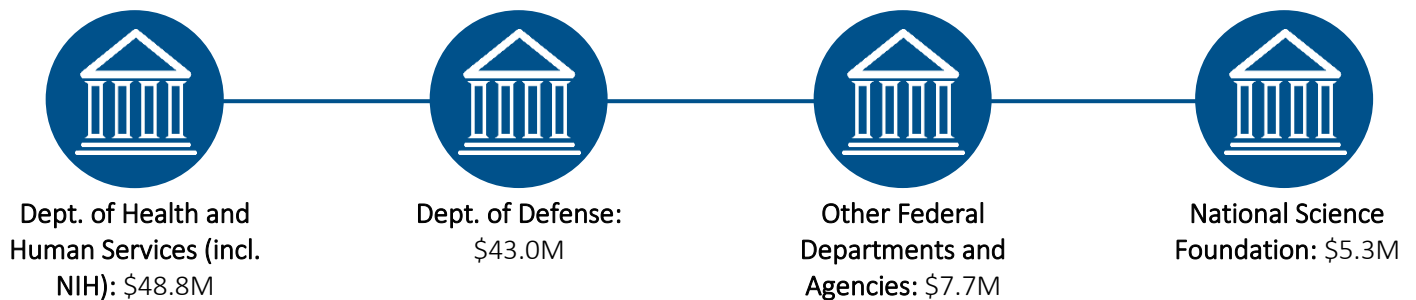 Dept. of Health and
Human Services (incl.
NIH): $48.8M
Dept. of Defense:
$43.0M
Other Federal
Departments and
Agencies: $7.7M
National Science
Foundation: $5.3M